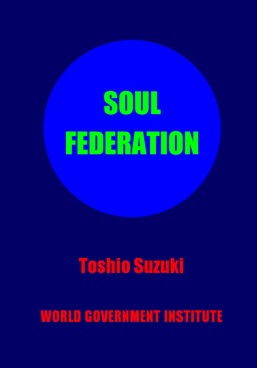 SOUL
FEDERATION
Toshio Suzuki
WORLD GOVERNMENT INSTITUTE